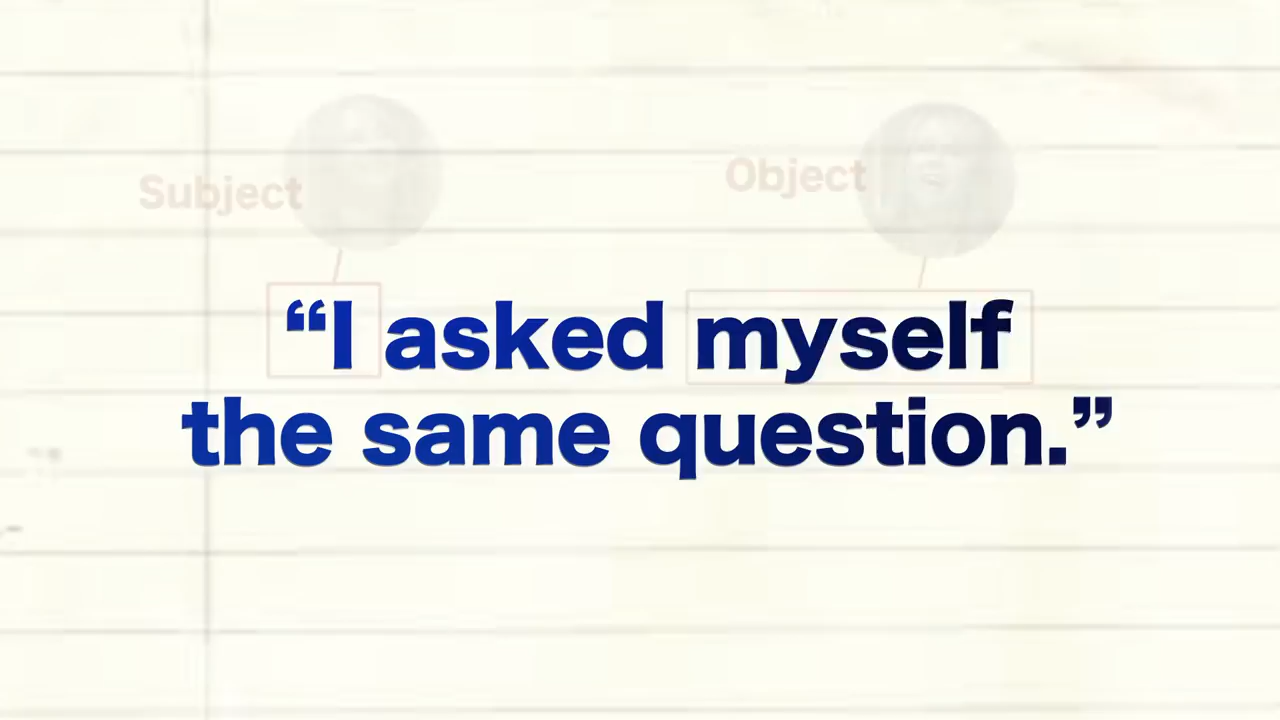 Subject
Object
“I asked myself
the same question.”